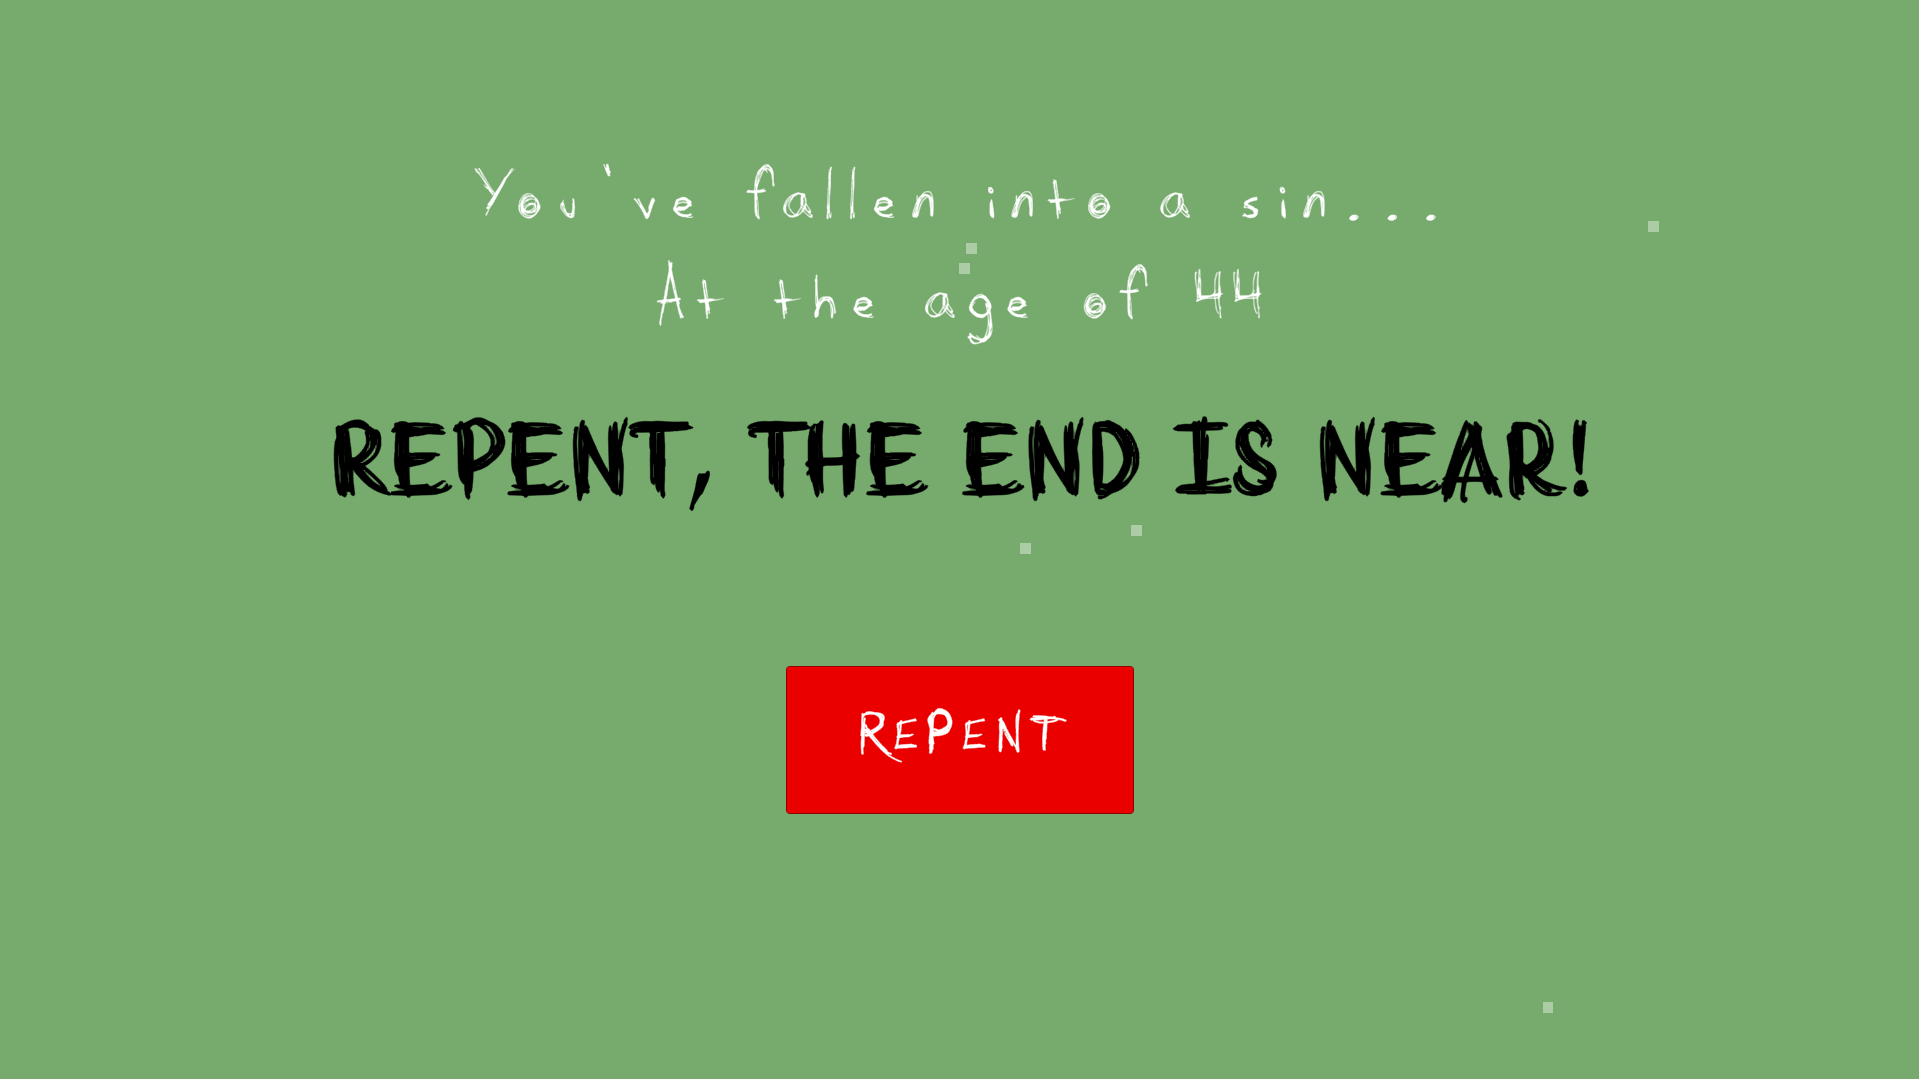 You've fallen into a sin...
At the age of 44
REPENT, THE END IS NEAR!
REPENT